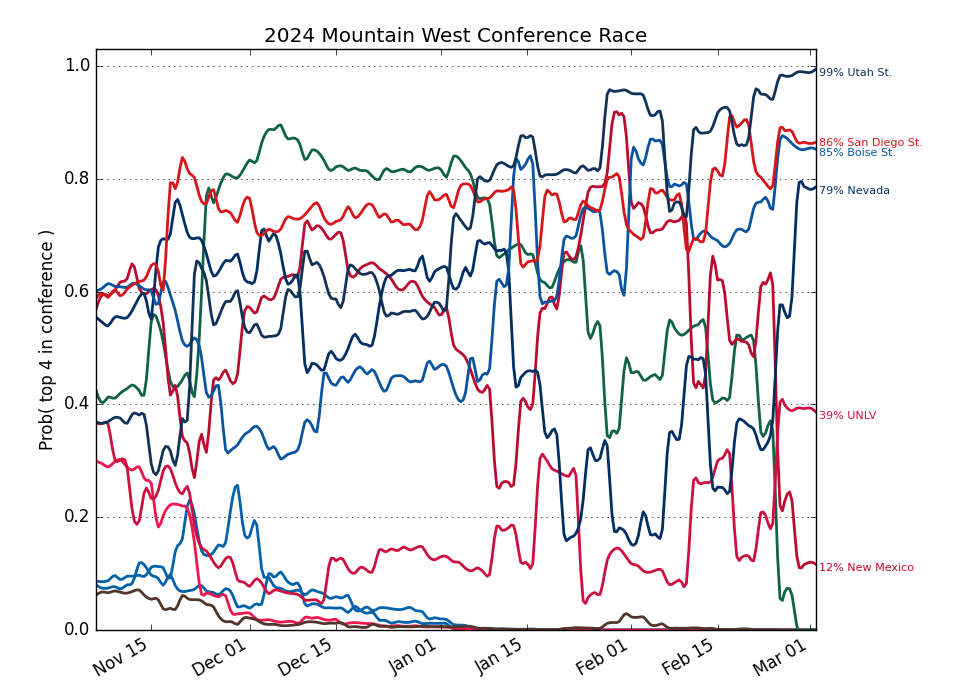 2024 Mountain West Conference Race
Prob( top 4 in conference )
1.0
0.8
0.6
0.4
0.2
0.0
Nov 15
Dec 01
Dec 15
Jan 01
Jan 15
Feb 01
Feb 15
Mar 01
99% Utah St.
86% San Diego St.
85% Boise St.
79% Nevada
39% UNLV
12% New Mexico